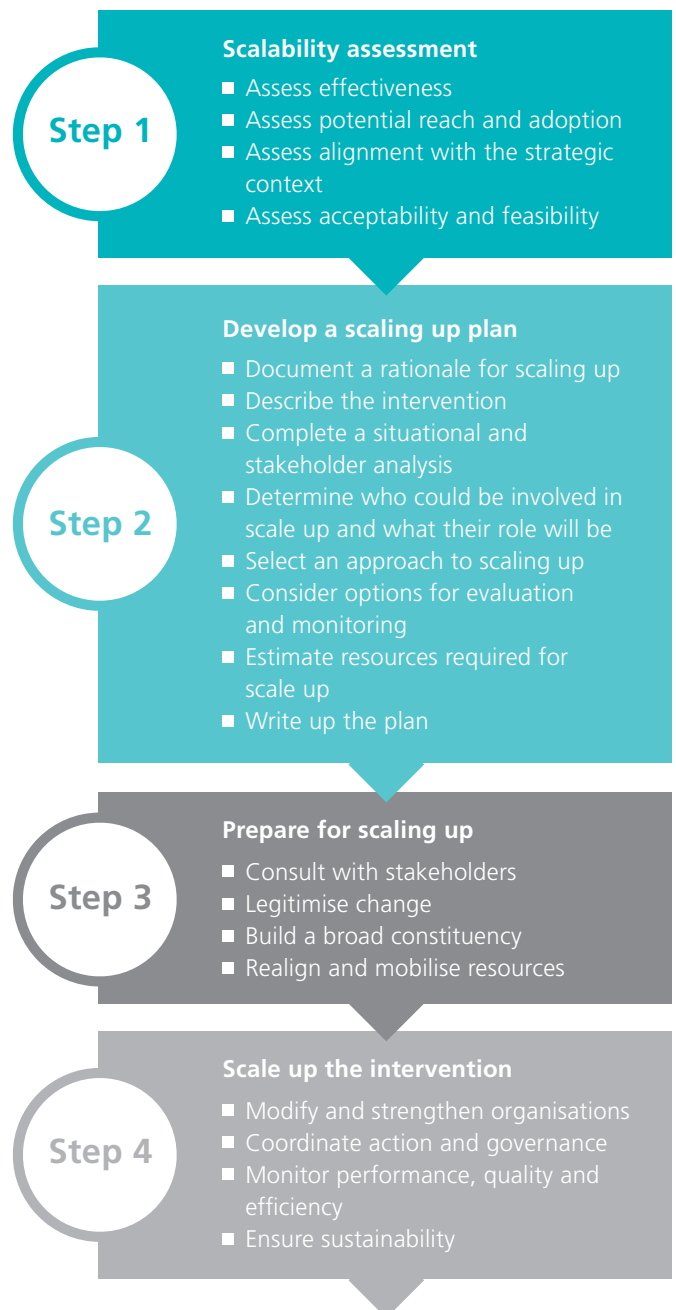 Step 1
Scalability assessment
■ Assess effectiveness
■ Assess potential reach and adoption
■ Assess alignment with the strategic
context
■ Assess acceptability and feasibility
Step 2
Develop a scaling up plan
■ Document a rationale for scaling up
■ Describe the intervention
■ Complete a situational and
stakeholder analysis
■ Determine who could be involved in
scale up and what their role will be
■ Select an approach to scaling up
■ Consider options for evaluation
and monitoring
■ Estimate resources required for
scale up
■ Write up the plan
Step 3
Prepare for scaling up
■ Consult with stakeholders
■ Legitimise change
■ Build a broad constituency
■ Realign and mobilise resources
Step 4
Scale up the intervention
■ Modify and strengthen organisations
■ Coordinate action and governance
■ Monitor performance, quality and
efficiency
■ Ensure sustainability